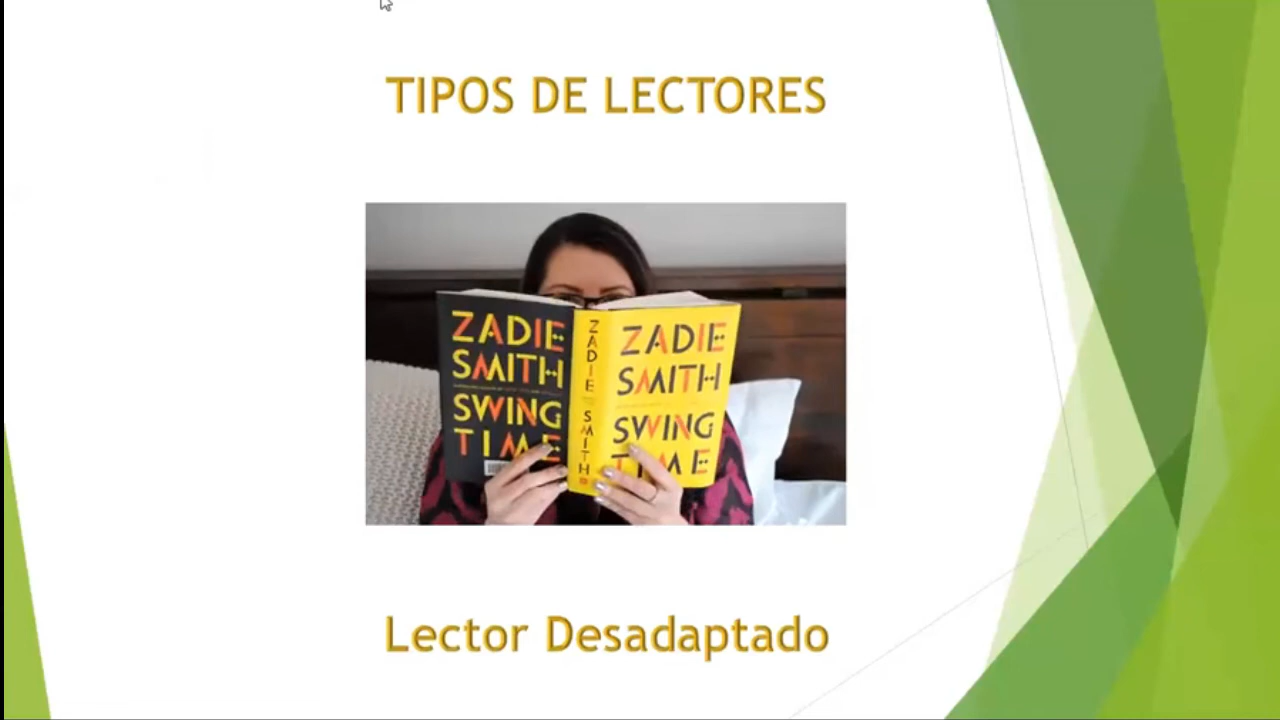 TIPOS DE LECTORES
ZADIE
SMITH
SWING
TIME
ZADIE SMITH
ZADIE
SMITH
SWING
TIME
Lector Desadaptado